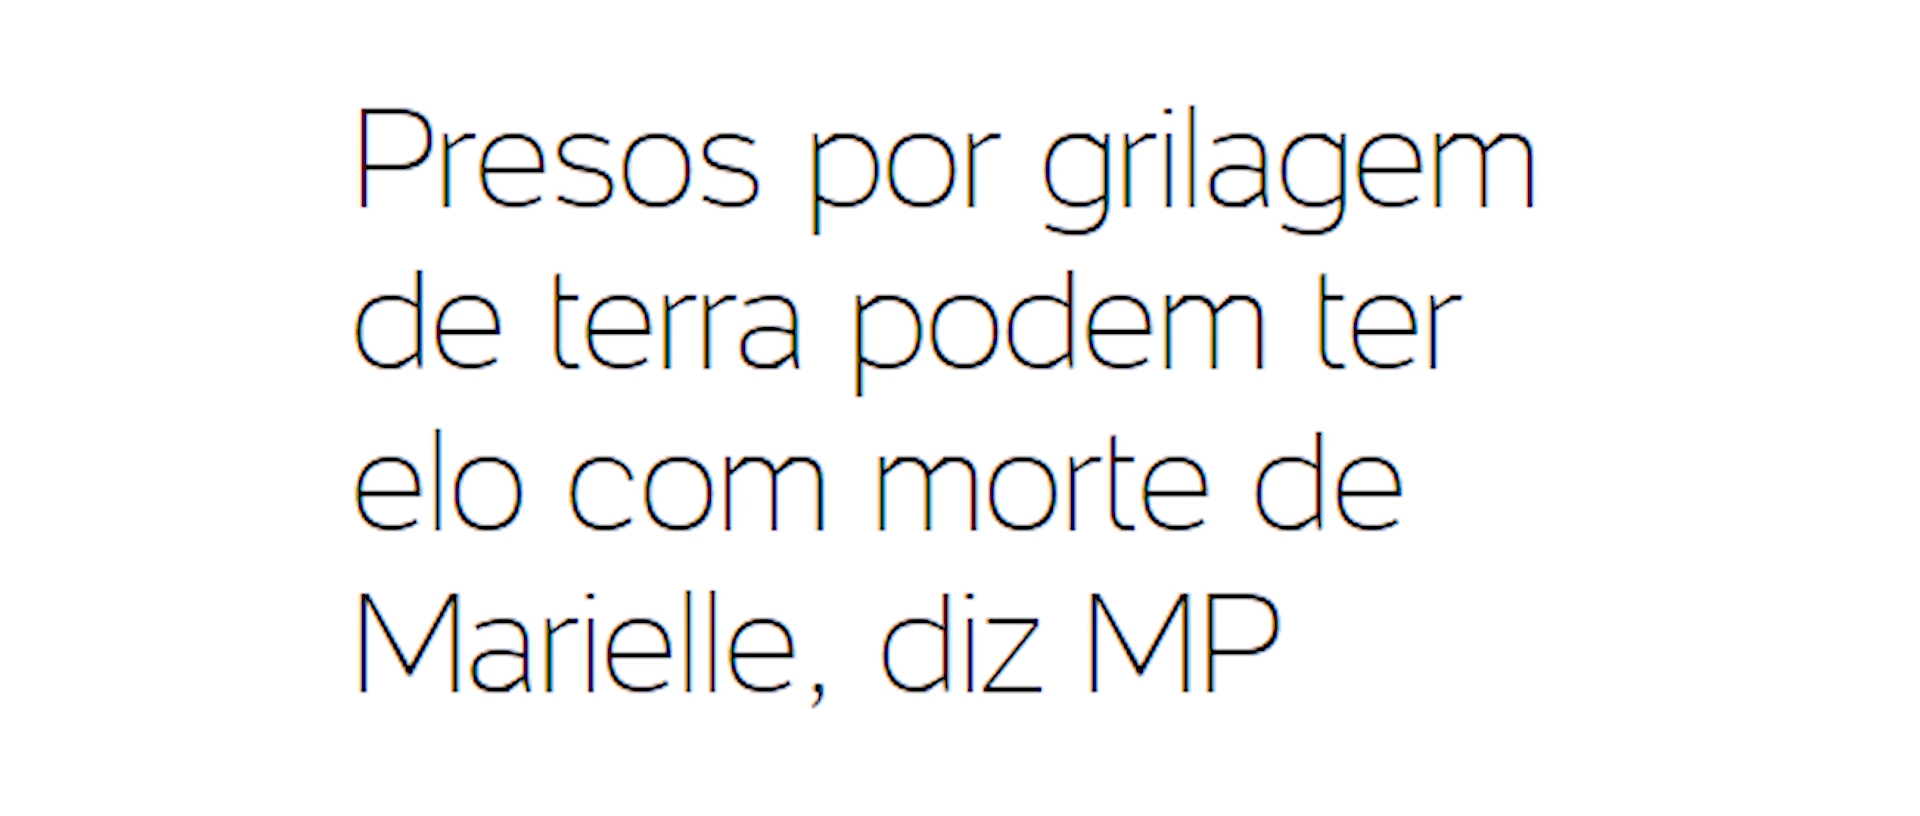 Presos por grilagem
de terra podem ter
elo com morte de
Marielle, diz MP